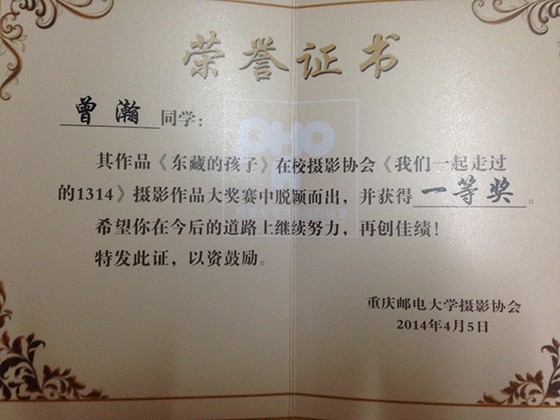 荣誉证书
曾瀚同学：
其作品《东藏的孩子》在校摄影协会《我们一起走过
的1314》摄影作品大奖赛中脱颖而出，并获得一等奖。
希望你在今后的道路上继续努力，再创佳绩！
特发此证，以资鼓励。
重庆邮电大学摄影协会
2014年4月5日